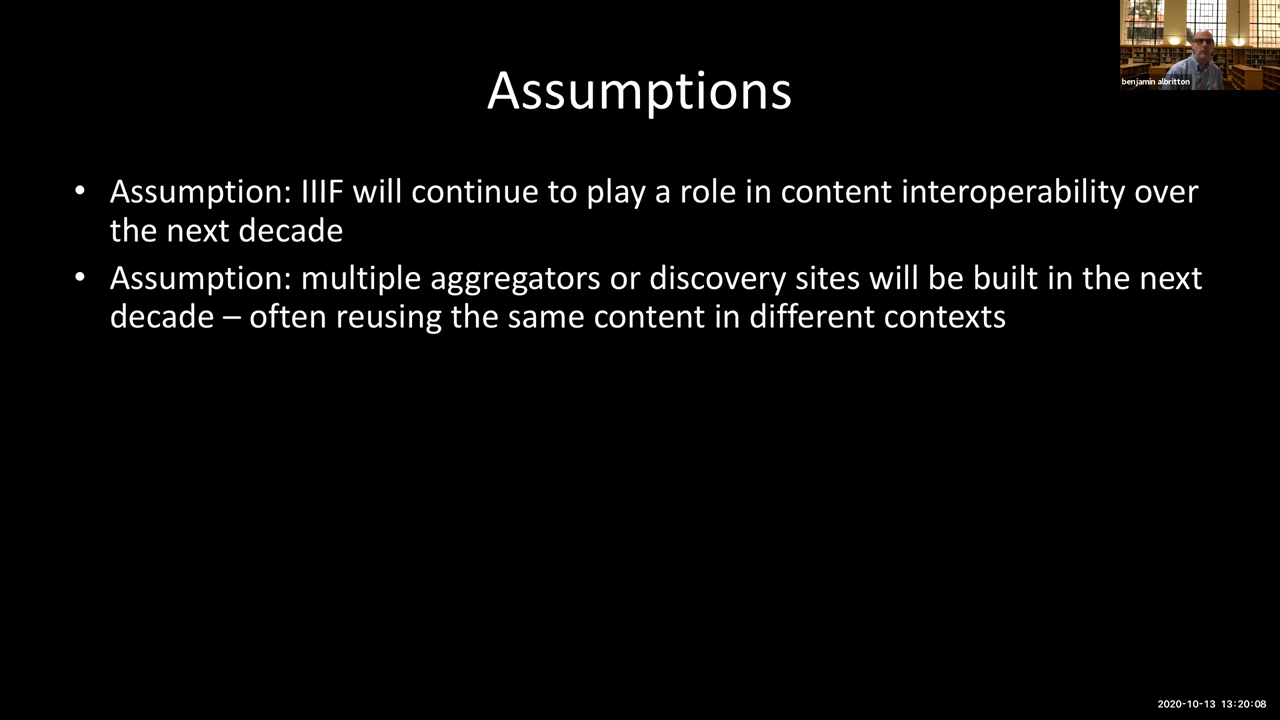 benjamin albritton
Assumptions
• Assumption: IIIF will continue to play a role in content interoperability over
the next decade
• Assumption: multiple aggregators or discovery sites will be built in the next
decade – often reusing the same content in different contexts
2020-10-13 13:20:08